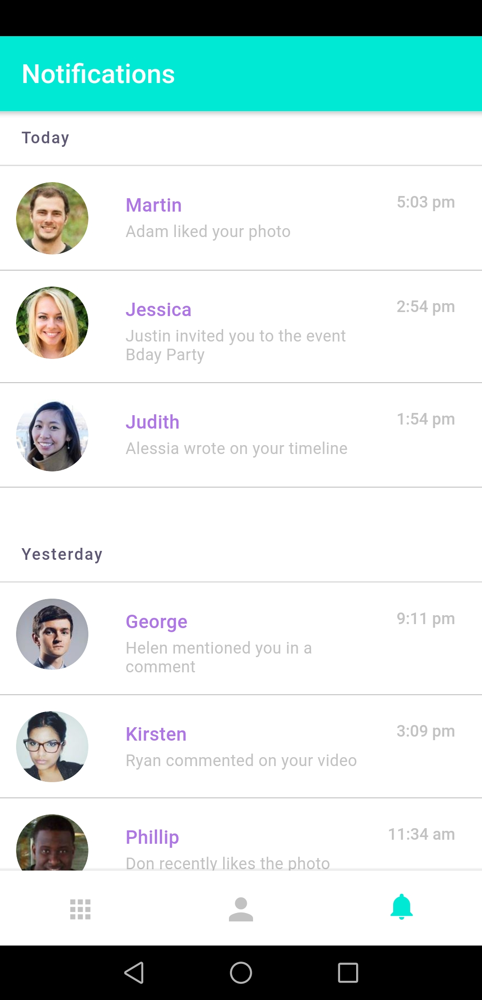 Notifications
Today
Martin
5:03 pm
Adam liked your photo
Jessica
2:54 pm
Justin invited you to the event
Bday Party
Judith
1:54 pm
Alessia wrote on your timeline
Yesterday
George
9:11 pm
Helen mentioned you in a
comment
Kirsten
3:09 pm
Ryan commented on your video
Phillip
11:34 am
Don recently likes the photo